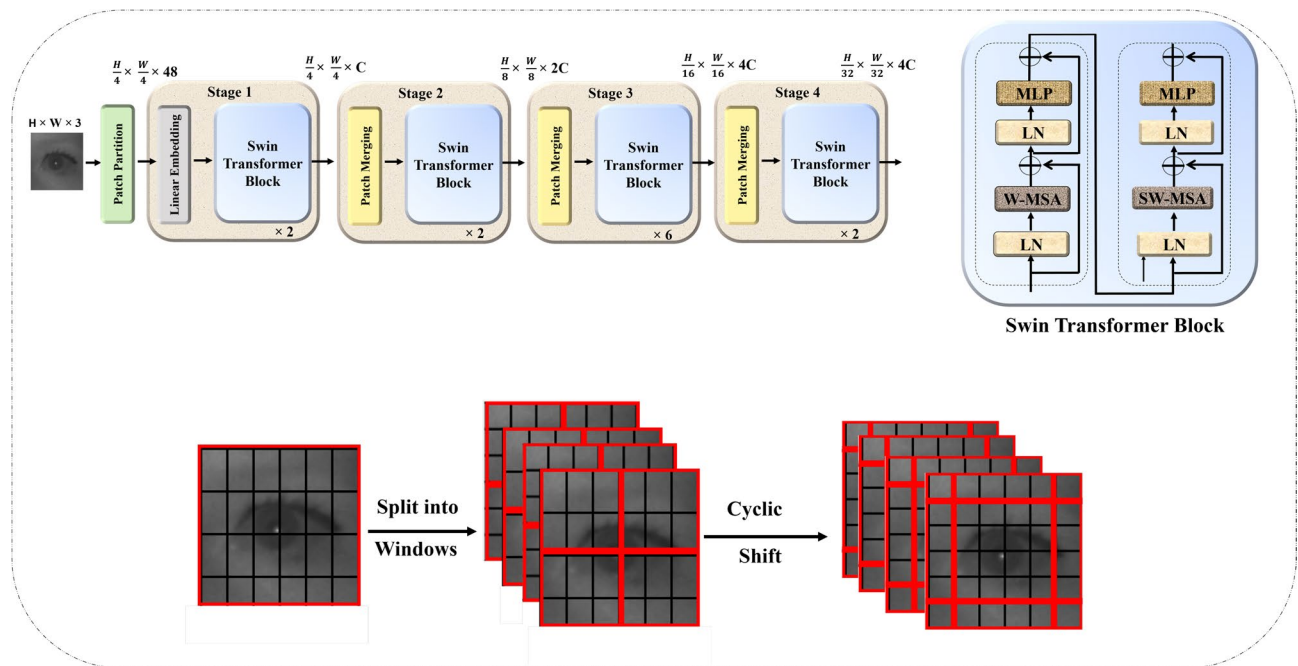 H/4 × W/4 × 48
H/4 × W/4 × C
H/8 × W/8 × 2C
H/16 × W/16 × 4C
H/32 × W/32 × 4C
H × W × 3
Patch Partition
Stage 1
Linear Embedding
Swin
Transformer
Block
× 2
Stage 2
Patch Merging
Swin
Transformer
Block
× 2
Stage 3
Patch Merging
Swin
Transformer
Block
× 6
Stage 4
Patch Merging
Swin
Transformer
Block
× 2
MLP
LN
W-MSA
LN
MLP
LN
SW-MSA
LN
Swin Transformer Block
Split into
Windows
Cyclic
Shift